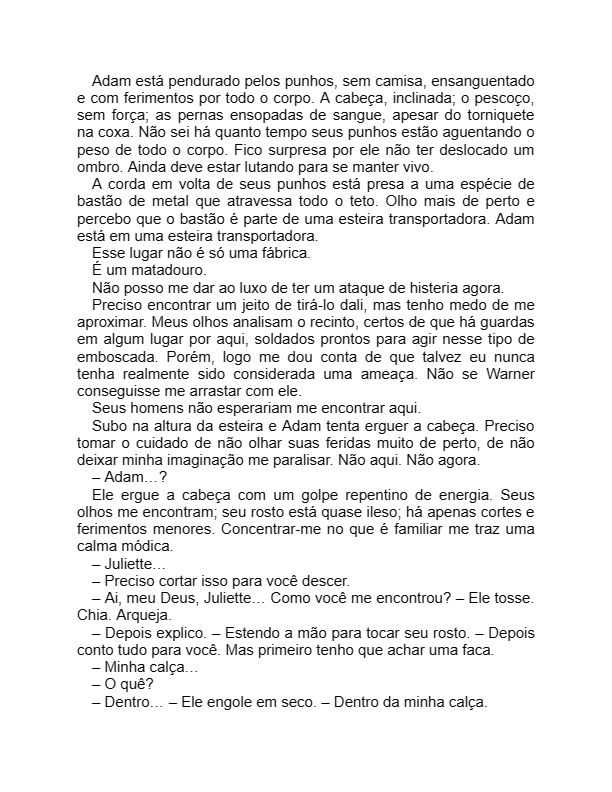 Adam está pendurado pelos punhos, sem camisa, ensanguentado
e com ferimentos por todo o corpo. A cabeça, inclinada; o pescoço,
sem força; as pernas ensopadas de sangue, apesar do torniquete
na coxa. Não sei há quanto tempo seus punhos estão aguentando o
peso de todo o corpo. Fico surpresa por ele não ter deslocado um
ombro. Ainda deve estar lutando para se manter vivo.
A corda em volta de seus punhos está presa a uma espécie de
bastão de metal que atravessa todo o teto. Olho mais de perto e
percebo que o bastão é parte de uma esteira transportadora. Adam
está em uma esteira transportadora.
Esse lugar não é só uma fábrica.
É um matadouro.
Não posso me dar ao luxo de ter um ataque de histeria agora.
Preciso encontrar um jeito de tirá-lo dali, mas tenho medo de me
aproximar. Meus olhos analisam o recinto, certos de que há guardas
em algum lugar por aqui, soldados prontos para agir nesse tipo de
emboscada. Porém, logo me dou conta de que talvez eu nunca
tenha realmente sido considerada uma ameaça. Não se Warner
conseguisse me arrastar com ele.
Seus homens não esperariam me encontrar aqui.
Subo na altura da esteira e Adam tenta erguer a cabeça. Preciso
tomar o cuidado de não olhar suas feridas muito de perto, de não
deixar minha imaginação me paralisar. Não aqui. Não agora.
– Adam…?
Ele ergue a cabeça com um golpe repentino de energia. Seus
olhos me encontram; seu rosto está quase ileso; há apenas cortes e
ferimentos menores. Concentrar-me no que é familiar me traz uma
calma módica.
– Juliette…
– Preciso cortar isso para você descer.
– Ai, meu Deus, Juliette… Como você me encontrou? – Ele tosse.
Chia. Arqueja.
– Depois explico. – Estendo a mão para tocar seu rosto. – Depois
conto tudo para você. Mas primeiro tenho que achar uma faca.
– Minha calça…
– O quê?
– Dentro… – Ele engole em seco. – Dentro da minha calça.